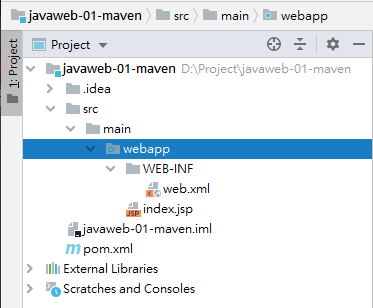 javaweb-01-maven src main webapp
1: Project
Project
javaweb-01-maven D:\Project\javaweb-01-maven
.idea
src
main
webapp
WEB-INF
web.xml
JSP index.jsp
javaweb-01-maven.iml
m pom.xml
External Libraries
Scratches and Consoles